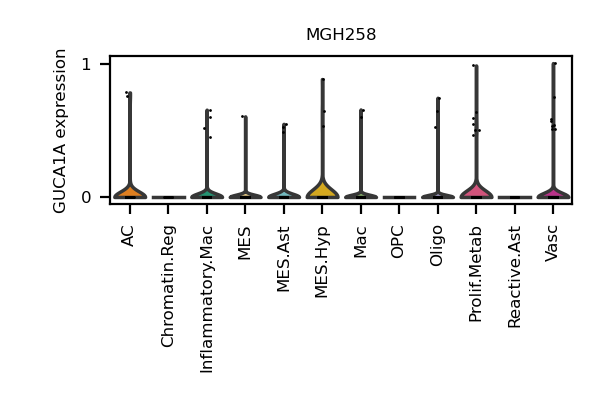 MGH258
GUCA1A expression
1
0
AC
Chromatin.Reg
Inflammatory.Mac
MES
MES.Ast
MES.Hyp
Mac
OPC
Oligo
Prolif.Metab
Reactive.Ast
Vasc